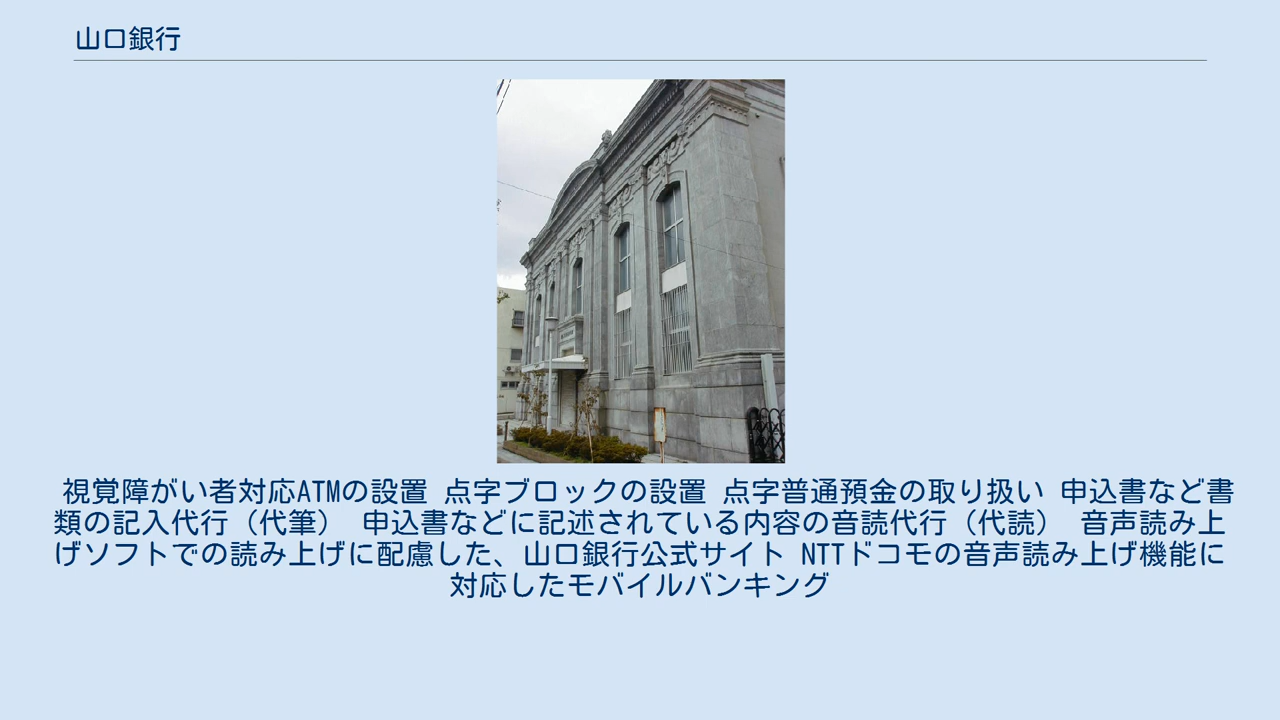 山口銀行
視覚障がい者対応ATMの設置 点字ブロックの設置 点字普通預金の取り扱い 申込書など書
類の記入代行（代筆） 申込書などに記述されている内容の音読代行（代読） 音声読み上
げソフトでの読み上げに配慮した、山口銀行公式サイト NTTドコモの音声読み上げ機能に
対応したモバイルバンキング